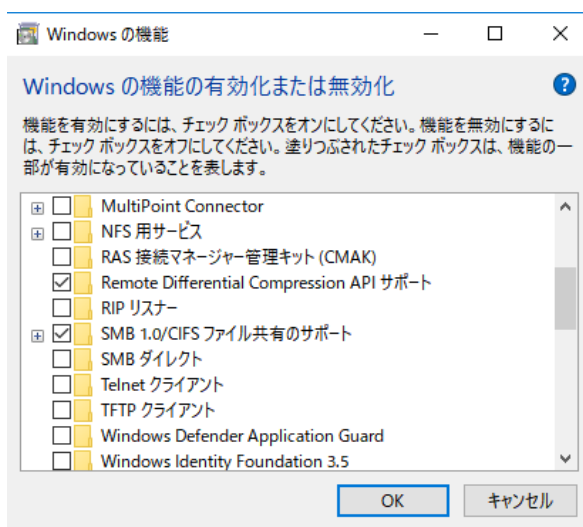 Windows の機能
Windows の機能の有効化または無効化
機能を有効にするには、チェック ボックスをオンにしてください。機能を無効にするに
は、チェック ボックスをオフにしてください。塗りつぶされたチェック ボックスは、機能の一
部が有効になっていることを表します。
MultiPoint Connector
NFS 用サービス
RAS 接続マネージャー管理キット (CMAK)
Remote Differential Compression API サポート
RIP リスナー
SMB 1.0/CIFS ファイル共有のサポート
SMB ダイレクト
Telnet クライアント
TFTP クライアント
Windows Defender Application Guard
Windows Identity Foundation 3.5
OK
キャンセル